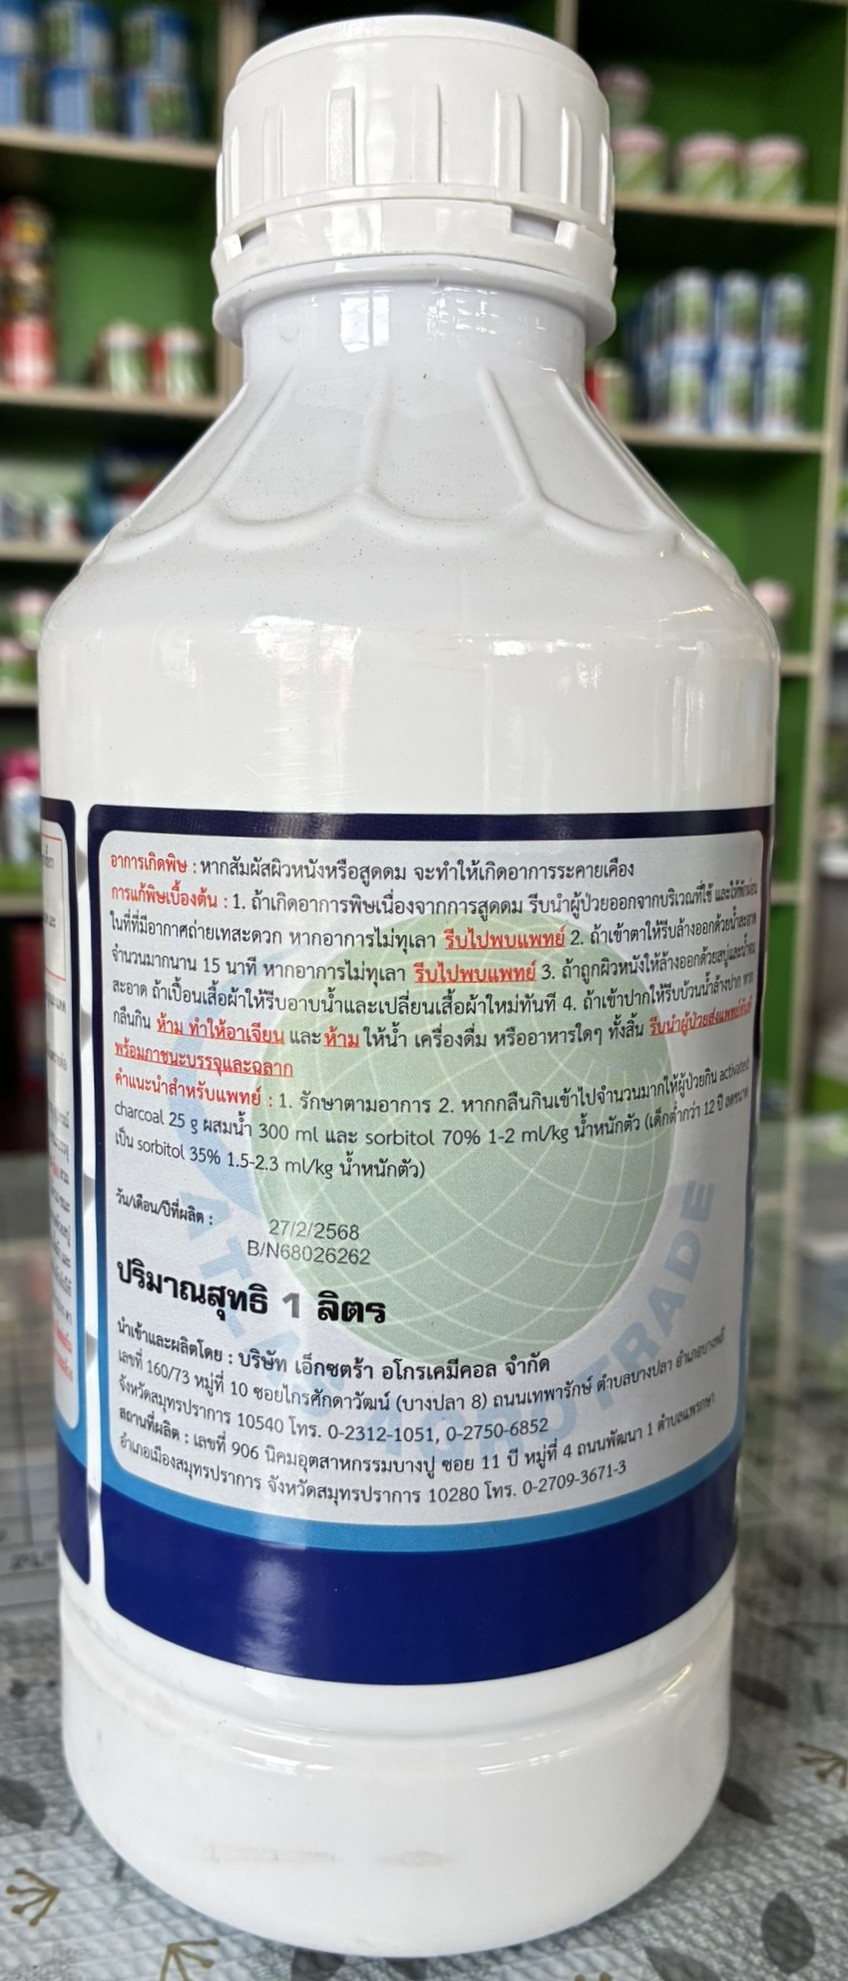 อาการเกิดพิษ : หากสัมผัสผิวหนังหรือสูดดม จะทำให้เกิดอาการระคายเคือง
การแก้พิษเบื้องต้น : 1. ถ้าเกิดอาการพิษเนื่องจากการสูดดม รีบนำผู้ป่วยออกจากบริเวณที่ใช้ และให้พักผ่อน
ในที่ที่มีอากาศถ่ายเทสะดวก หากอาการไม่ทุเลา รีบไปพบแพทย์ 2. ถ้าเข้าตาให้รีบล้างออกด้วยน้ำสะอาด
จำนวนมากนาน 15 นาที หากอาการไม่ทุเลา รีบไปพบแพทย์ 3. ถ้าถูกผิวหนังให้ล้างออกด้วยสบู่และน้ำจน
สะอาด ถ้าเปื้อนเสื้อผ้าให้รีบอาบน้ำและเปลี่ยนเสื้อผ้าใหม่ทันที 4. ถ้าเข้าปากให้รีบบ้วนน้ำล้างปาก หาก
กลืนกิน ห้าม ทำให้อาเจียน และห้าม ให้น้ำ เครื่องดื่ม หรืออาหารใดๆ ทั้งสิ้น รีบนำผู้ป่วยส่งแพทย์ทันที
พร้อมภาชนะบรรจุและฉลาก
คำแนะนำสำหรับแพทย์ : 1. รักษาตามอาการ 2. หากกลืนกินเข้าไปจำนวนมากให้ผู้ป่วยกิน activated
charcoal 25 g ผสมน้ำ 300 ml และ sorbitol 70% 1-2 ml/kg น้ำหนักตัว (เด็กต่ำกว่า 12 ปี ลดขนาด
เป็น sorbitol 35% 1.5-2.3 ml/kg น้ำหนักตัว)
วัน/เดือน/ปีที่ผลิต :
27/2/2568
B/N68026262
ปริมาณสุทธิ 1 ลิตร
นำเข้าและผลิตโดย : บริษัท เอ็กซตร้า อโกรเคมีคอล จำกัด
เลขที่ 160/73 หมู่ที่ 10 ซอยไกรศักดาวัฒน์ (บางปลา 8) ถนนเทพารักษ์ ตำบลบางปลา อำเภอบางพลี
จังหวัดสมุทรปราการ 10540 โทร. 0-2312-1051, 0-2750-6852
สถานที่ผลิต : เลขที่ 906 นิคมอุตสาหกรรมบางปู ซอย 11 บี หมู่ที่ 4 ถนนพัฒนา 1 ตำบลแพรกษา
อำเภอเมืองสมุทรปราการ จังหวัดสมุทรปราการ 10280 โทร. 0-2709-3671-3
AGROTRADE